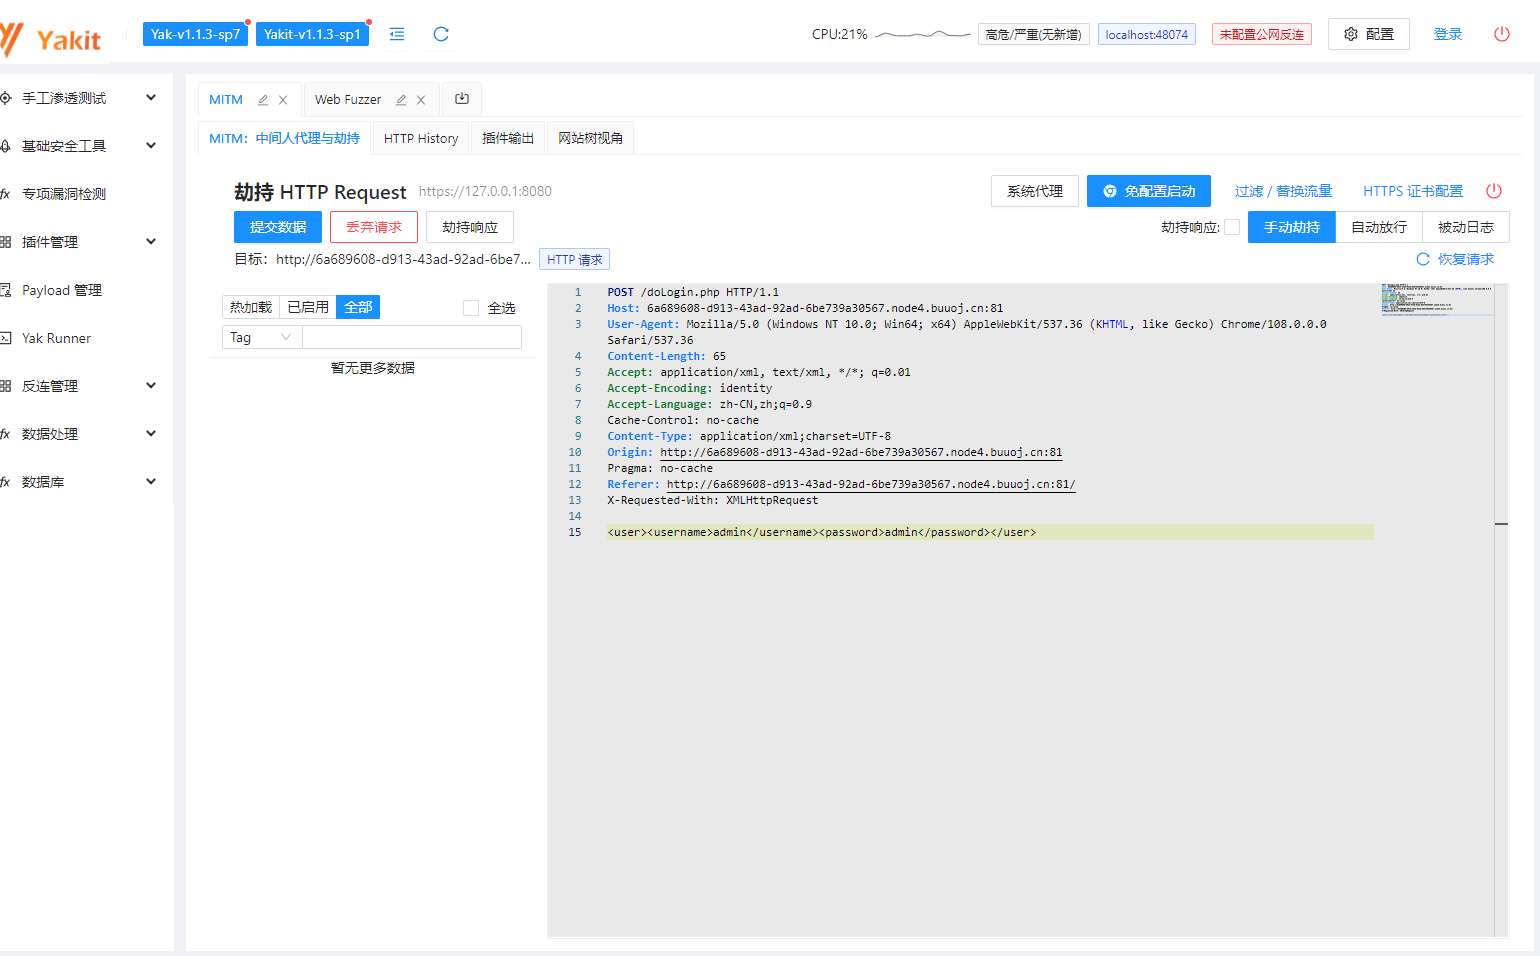 Yakit
Yak-v1.1.3-sp7
Yakit-v1.1.3-sp1
CPU:21%
高危/严重(无新增)
localhost:48074
未配置公网反连
配置
登录
手工渗透测试
基础安全工具
专项漏洞检测
插件管理
Payload 管理
Yak Runner
反连管理
数据处理
数据库
MITM
Web Fuzzer
MITM：中间人代理与劫持
HTTP History
插件输出
网站树视角
劫持 HTTP Request https://127.0.0.1:8080
系统代理
免配置启动
过滤 / 替换流量
HTTPS 证书配置
提交数据
丢弃请求
劫持响应
劫持响应:
手动劫持
自动放行
被动日志
目标：http://6a689608-d913-43ad-92ad-6be7...
HTTP 请求
恢复请求
热加载
已启用
全部
全选
Tag
暂无更多数据
1 POST /doLogin.php HTTP/1.1
2 Host: 6a689608-d913-43ad-92ad-6be739a30567.node4.buuoj.cn:81
3 User-Agent: Mozilla/5.0 (Windows NT 10.0; Win64; x64) AppleWebKit/537.36 (KHTML, like Gecko) Chrome/108.0.0.0
Safari/537.36
4 Content-Length: 65
5 Accept: application/xml, text/xml, */*; q=0.01
6 Accept-Encoding: identity
7 Accept-Language: zh-CN,zh;q=0.9
8 Cache-Control: no-cache
9 Content-Type: application/xml;charset=UTF-8
10 Origin: http://6a689608-d913-43ad-92ad-6be739a30567.node4.buuoj.cn:81
11 Pragma: no-cache
12 Referer: http://6a689608-d913-43ad-92ad-6be739a30567.node4.buuoj.cn:81/
13 X-Requested-With: XMLHttpRequest
14
15 <user><username>admin</username><password>admin</password></user>